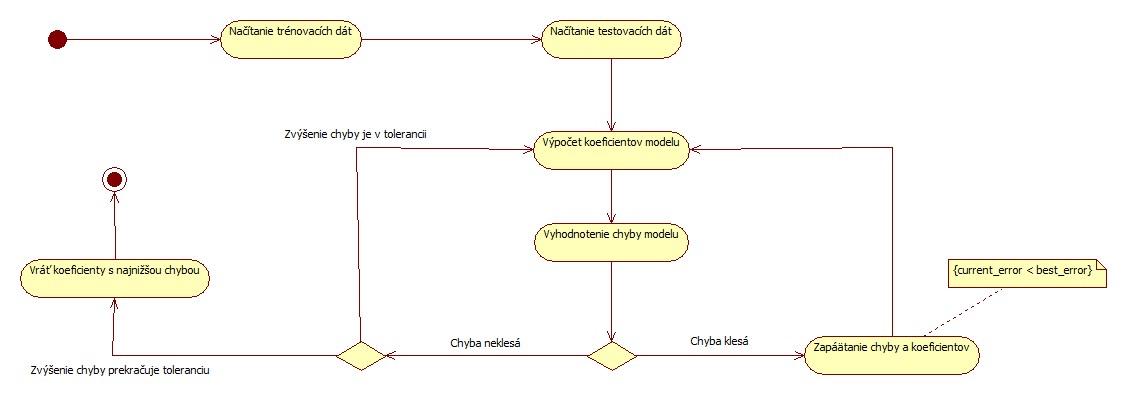 Načítanie trénovacích dát
Načítanie testovacích dát
Zvýšenie chyby je v tolerancii
Výpočet koeficientov modelu
Vyhodnotenie chyby modelu
Vráť koeficienty s najnižšou chybou
{current_error < best_error}
Chyba neklesá
Chyba klesá
Zapäätanie chyby a koeficientov
Zvýšenie chyby prekračuje toleranciu